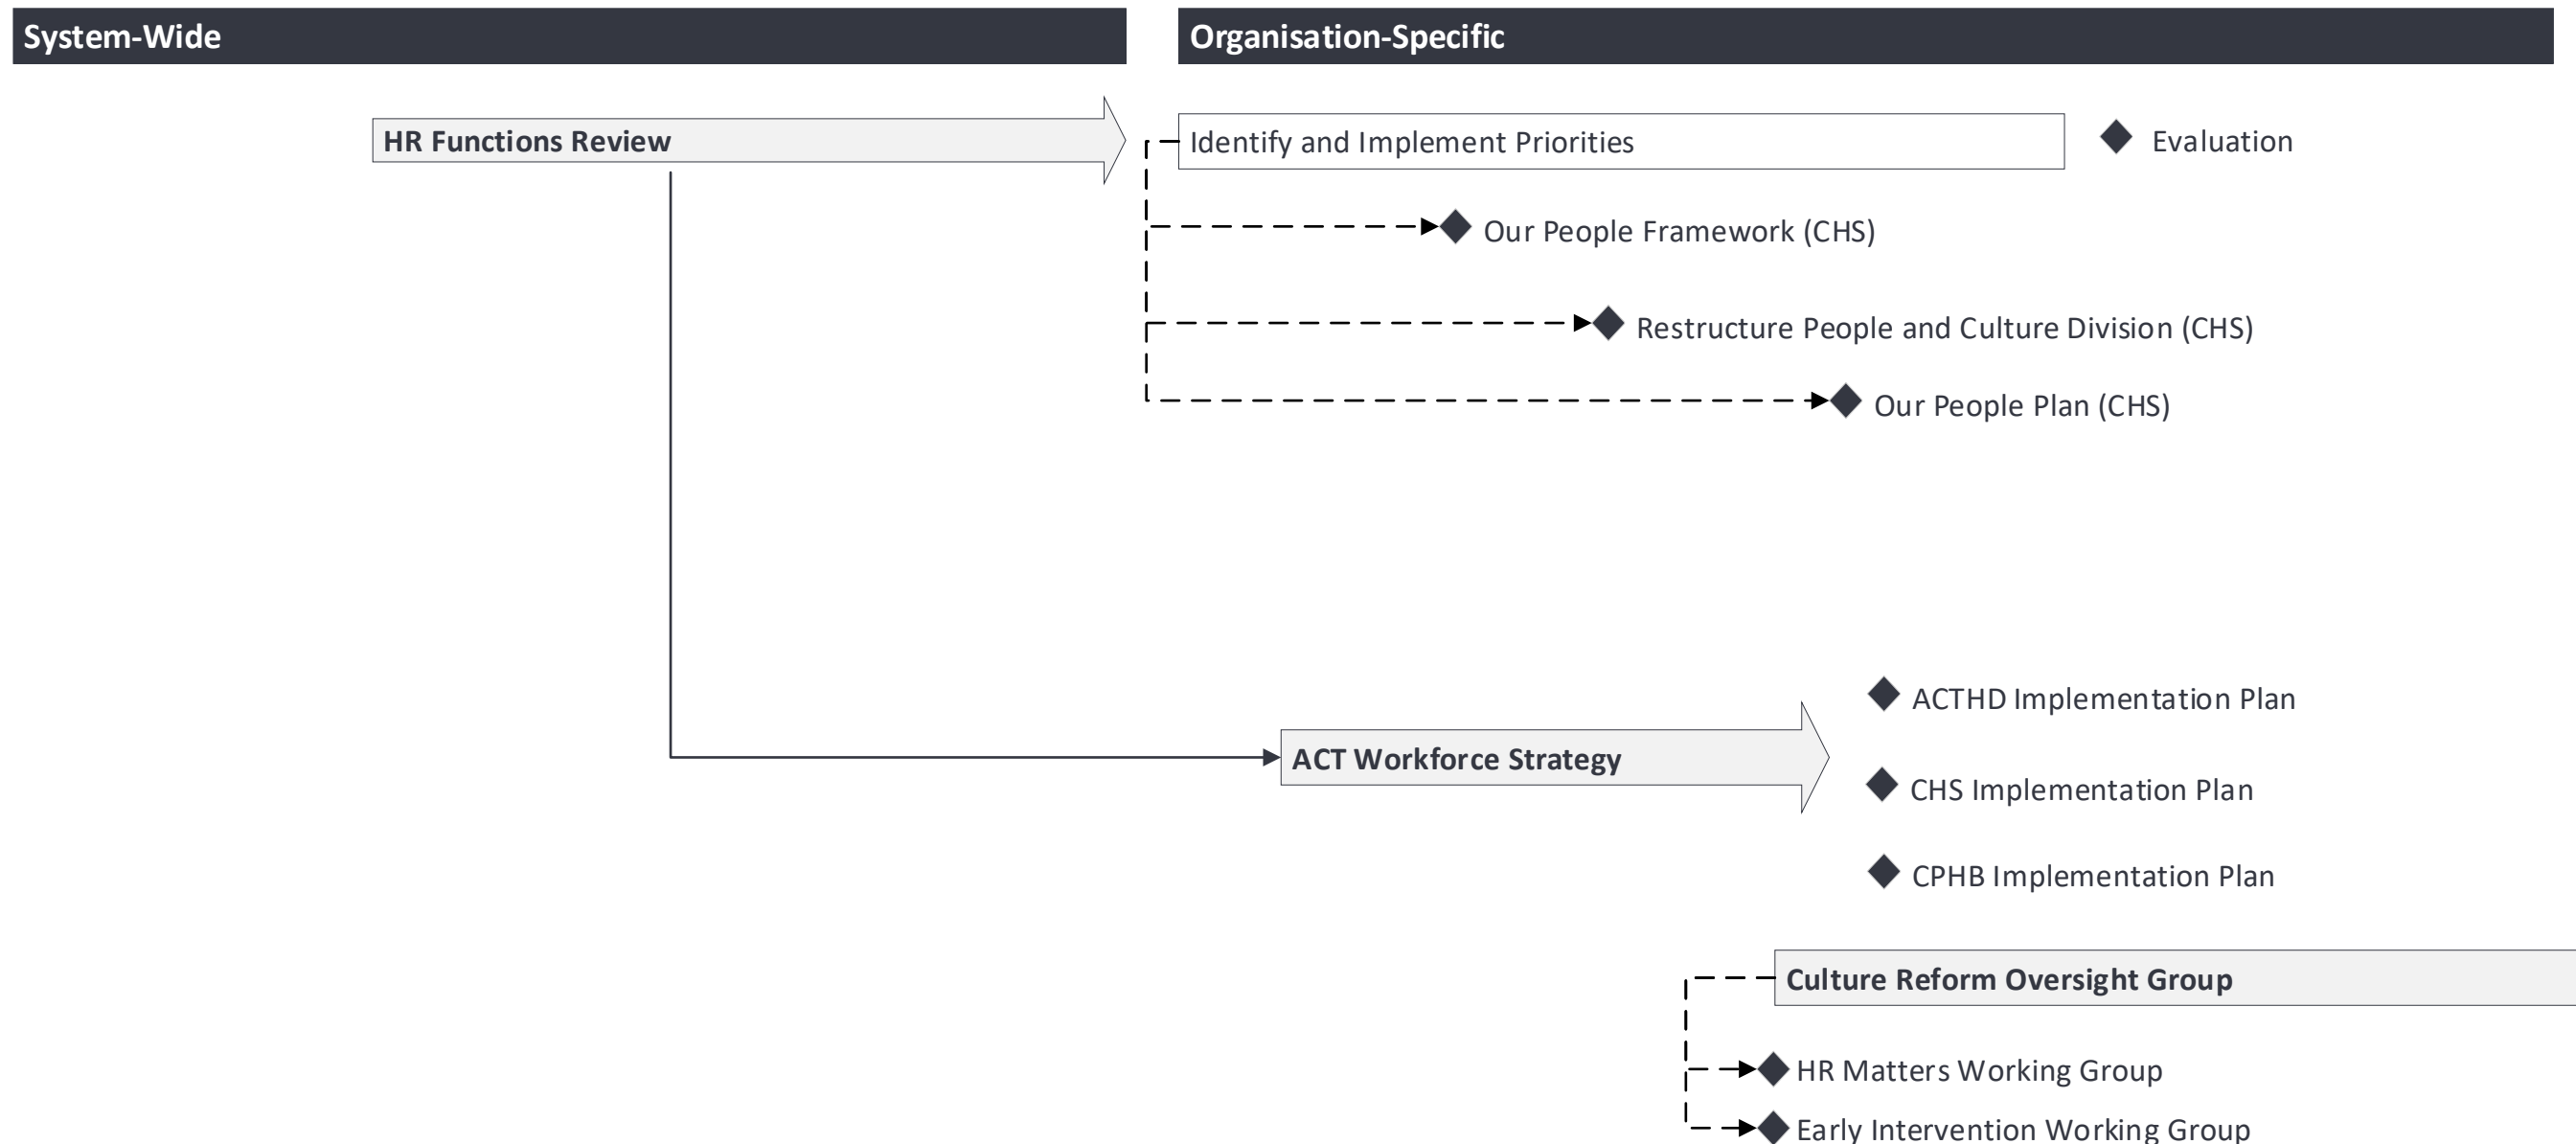 System-Wide
Organisation-Specific
HR Functions Review
Identify and Implement Priorities
Evaluation
Our People Framework (CHS)
Restructure People and Culture Division (CHS)
Our People Plan (CHS)
ACTHD Implementation Plan
ACT Workforce Strategy
CHS Implementation Plan
CPHB Implementation Plan
Culture Reform Oversight Group
HR Matters Working Group
Early Intervention Working Group